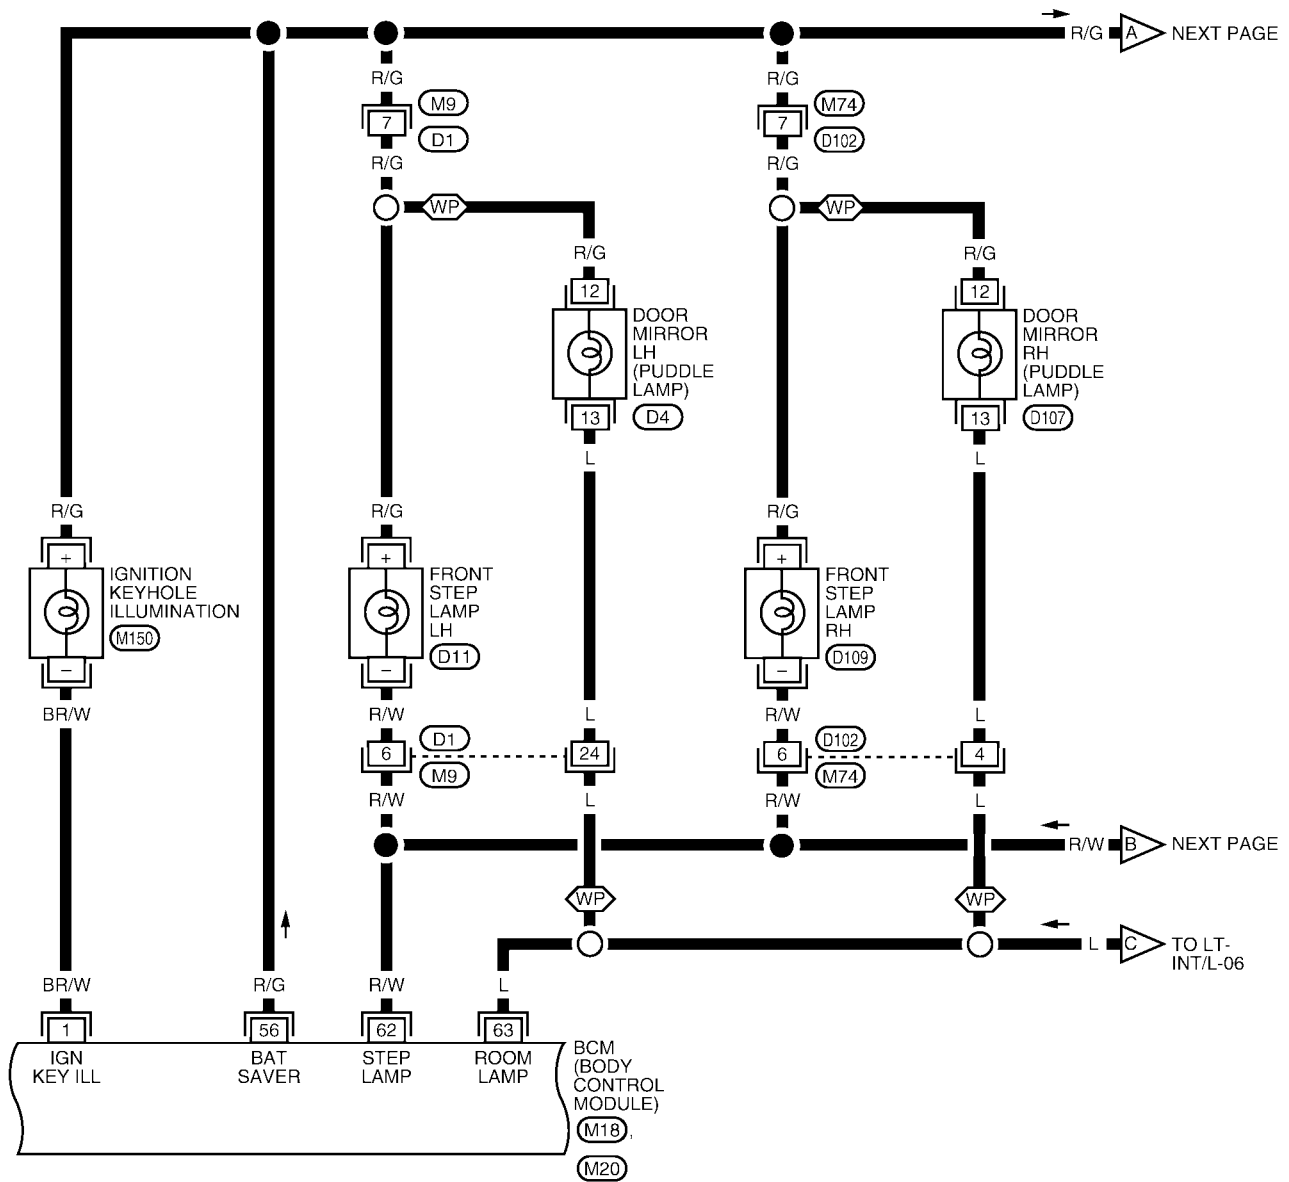 R/G A NEXT PAGE
R/G R/G
7 M9 7 M74
D1 D102
R/G R/G
WP WP
R/G R/G
12 12
DOOR
MIRROR
LH
(PUDDLE
LAMP)
DOOR
MIRROR
RH
(PUDDLE
LAMP)
13 D4 13 D107
L L
R/G R/G R/G
+ + +
IGNITION
KEYHOLE
ILLUMINATION
M150
FRONT
STEP
LAMP
LH
D11
FRONT
STEP
LAMP
RH
D109
− − −
BR/W R/W L R/W L
6 D1 24 6 D102 4
M9 M74
R/W L R/W L
R/W B NEXT PAGE
WP WP
L C TO LT-
INT/L-06
BR/W R/G R/W L
1 56 62 63
IGN
KEY ILL
BAT
SAVER
STEP
LAMP
ROOM
LAMP
BCM
(BODY
CONTROL
MODULE)
M18,
M20